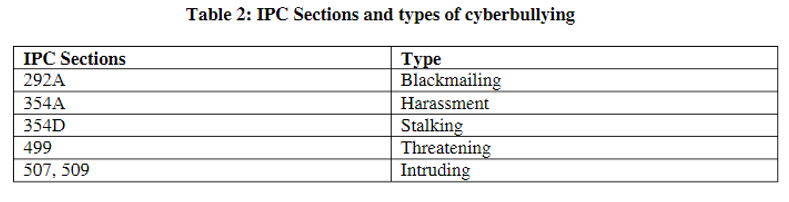 Table 2: IPC Sections and types of cyberbullying
IPC Sections Type
292A Blackmailing
354A Harassment
354D Stalking
499 Threatening
507, 509 Intruding